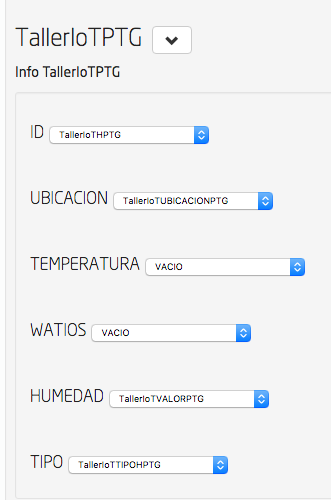 TallerIoTPTG
Info TallerIoTPTG
ID TallerIoTHPTG
UBICACION TallerIoTUBICACIONPTG
TEMPERATURA VACIO
WATIOS VACIO
HUMEDAD TallerIoTVALORPTG
TIPO TallerIoTTIPOHPTG